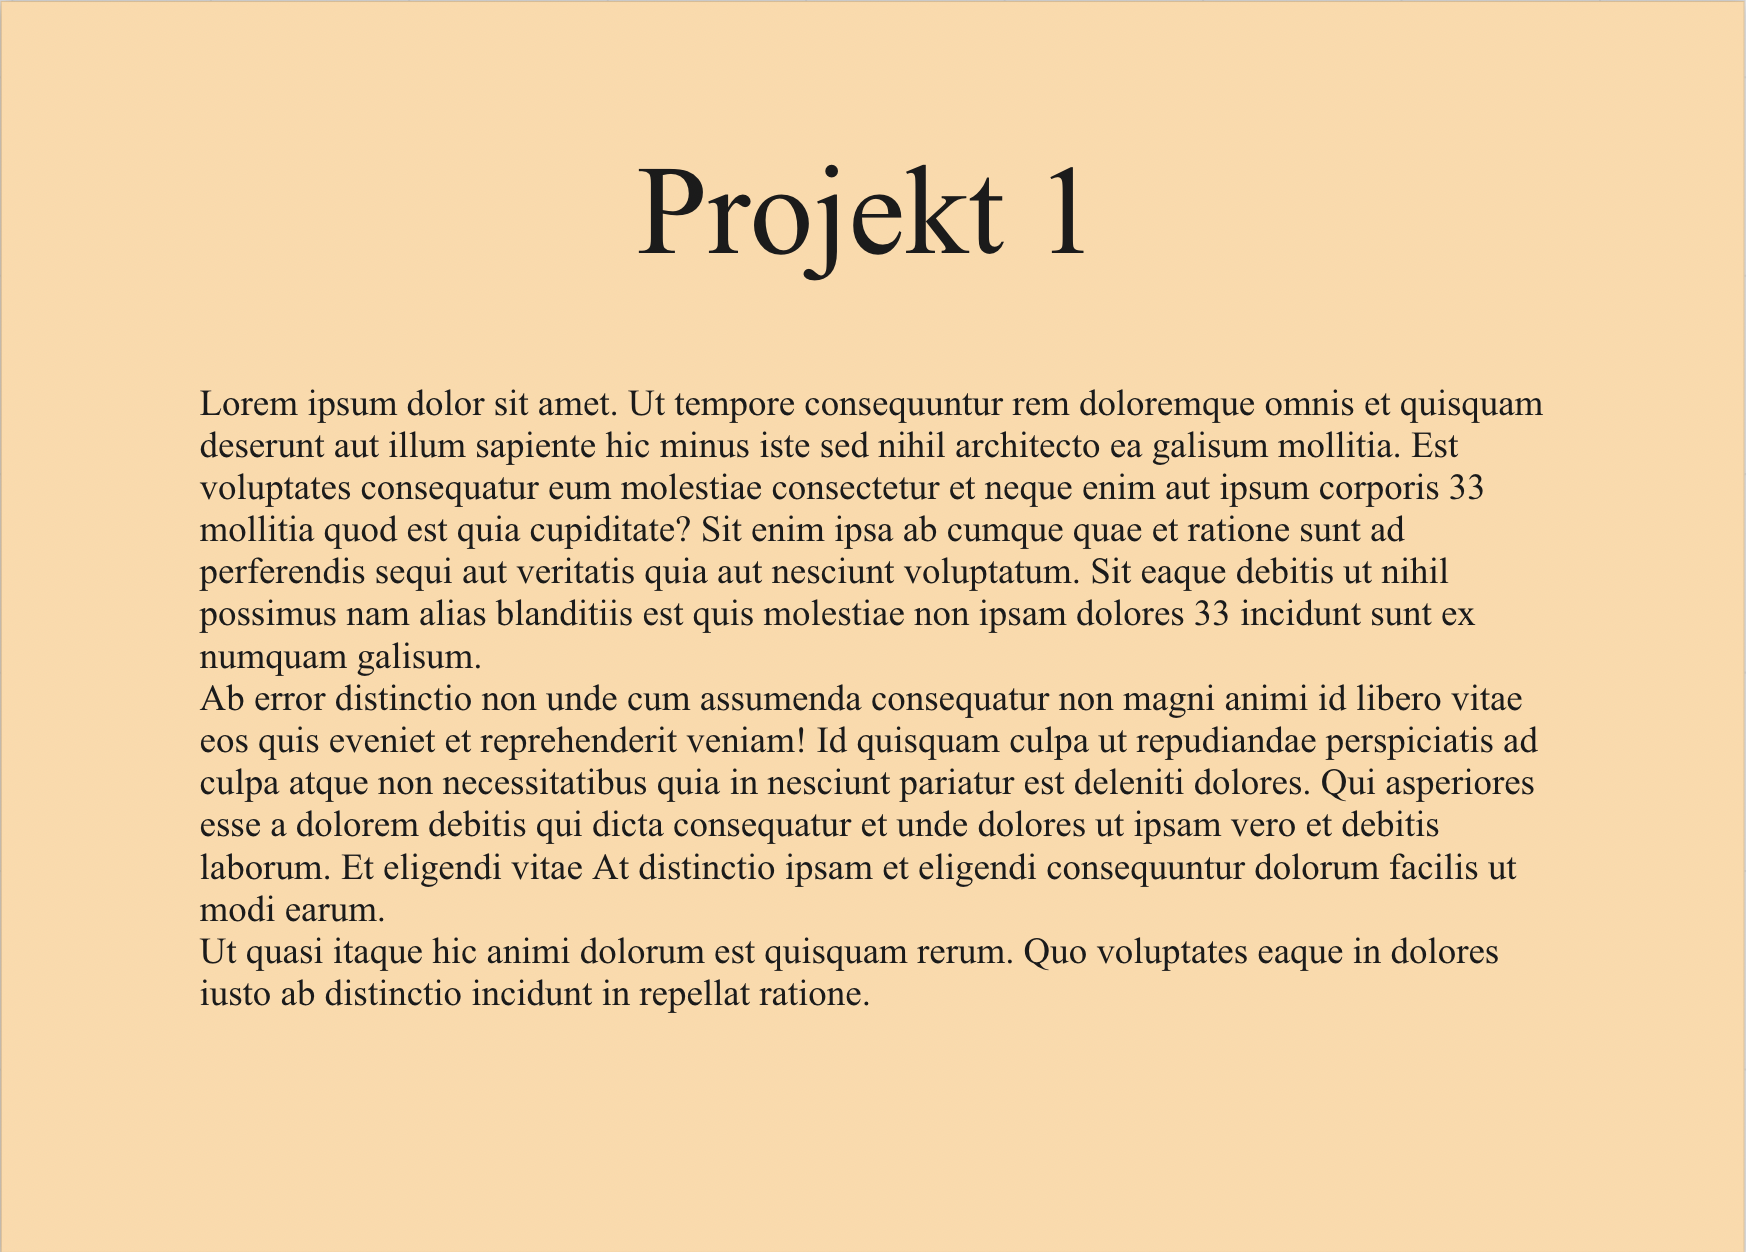 Projekt 1
Lorem ipsum dolor sit amet. Ut tempore consequuntur rem doloremque omnis et quisquam
deserunt aut illum sapiente hic minus iste sed nihil architecto ea galisum mollitia. Est
voluptates consequatur eum molestiae consectetur et neque enim aut ipsum corporis 33
mollitia quod est quia cupiditate? Sit enim ipsa ab cumque quae et ratione sunt ad
perferendis sequi aut veritatis quia aut nesciunt voluptatum. Sit eaque debitis ut nihil
possimus nam alias blanditiis est quis molestiae non ipsam dolores 33 incidunt sunt ex
numquam galisum.
Ab error distinctio non unde cum assumenda consequatur non magni animi id libero vitae
eos quis eveniet et reprehenderit veniam! Id quisquam culpa ut repudiandae perspiciatis ad
culpa atque non necessitatibus quia in nesciunt pariatur est deleniti dolores. Qui asperiores
esse a dolorem debitis qui dicta consequatur et unde dolores ut ipsam vero et debitis
laborum. Et eligendi vitae At distinctio ipsam et eligendi consequuntur dolorum facilis ut
modi earum.
Ut quasi itaque hic animi dolorum est quisquam rerum. Quo voluptates eaque in dolores
iusto ab distinctio incidunt in repellat ratione.